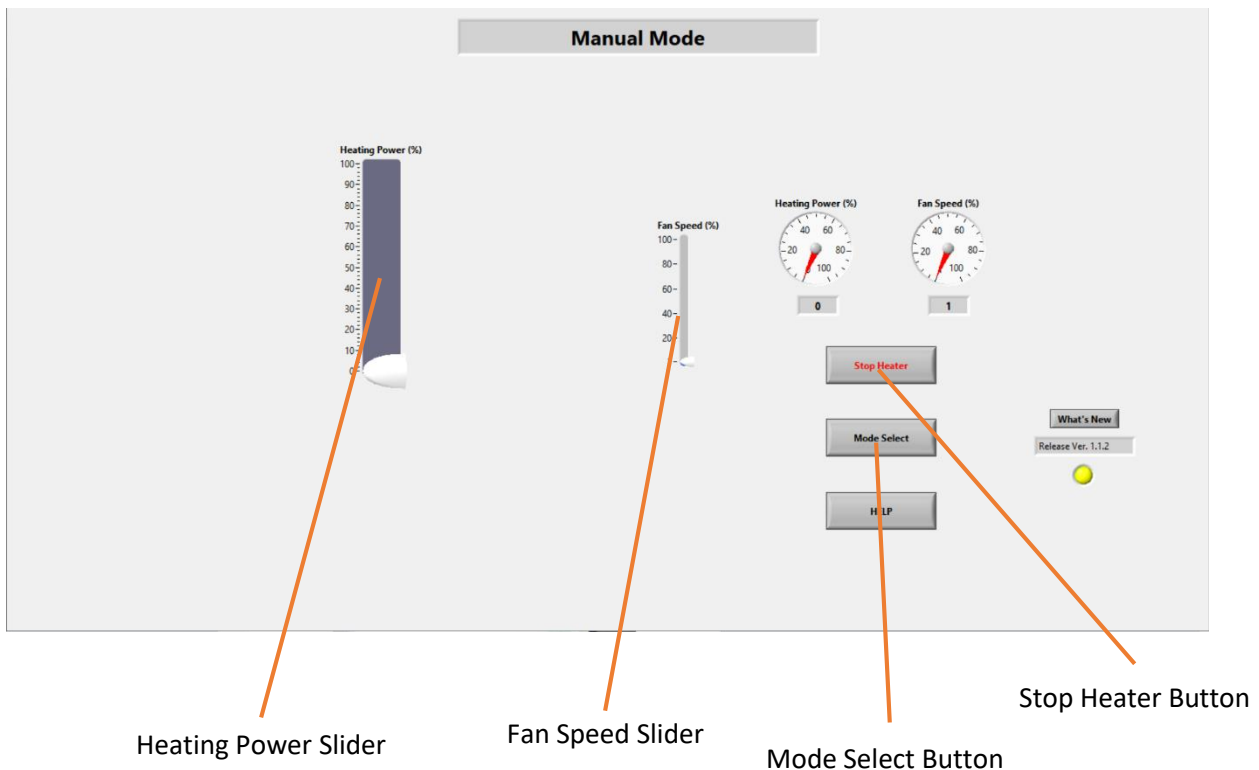 Manual Mode
Heating Power (%)
100
90
80
70
60
50
40
30
20
10
0
Fan Speed (%)
100
80
60
40
20
Heating Power (%)
40 60
20 80
0 100
0
Fan Speed (%)
40 60
20 80
100
1
Stop Heater
Mode Select
HELP
What's New
Release Ver. 1.1.2
Heating Power Slider
Fan Speed Slider
Mode Select Button
Stop Heater Button